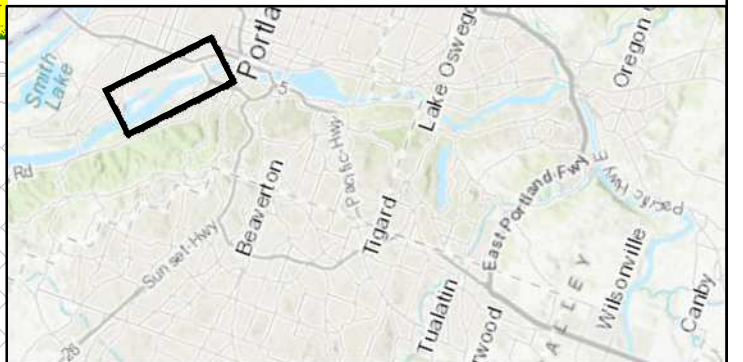 Smith
Lake
Portla
Lake Oswego
Oregon
5
Rd
Pacific Hwy
Beaverton
Sunset Hwy
Tigard
East Portland Fwy
Pacific Hwy E
26
Tualatin
rwood
ALLEY
Wilsonville
Canby